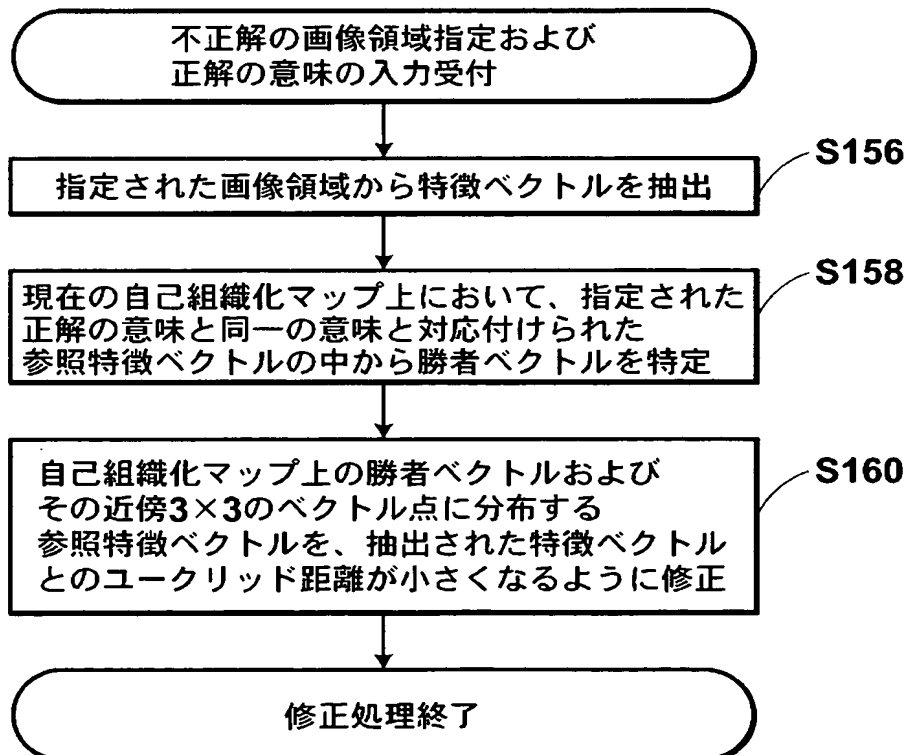 不正解の画像領域指定および
正解の意味の入力受付
S156
指定された画像領域から特徴ベクトルを抽出
S158
現在の自己組織化マップ上において、指定された
正解の意味と同一の意味と対応付けられた
参照特徴ベクトルの中から勝者ベクトルを特定
S160
自己組織化マップ上の勝者ベクトルおよび
その近傍3×3のベクトル点に分布する
参照特徴ベクトルを、抽出された特徴ベクトル
とのユークリッド距離が小さくなるように修正
修正処理終了